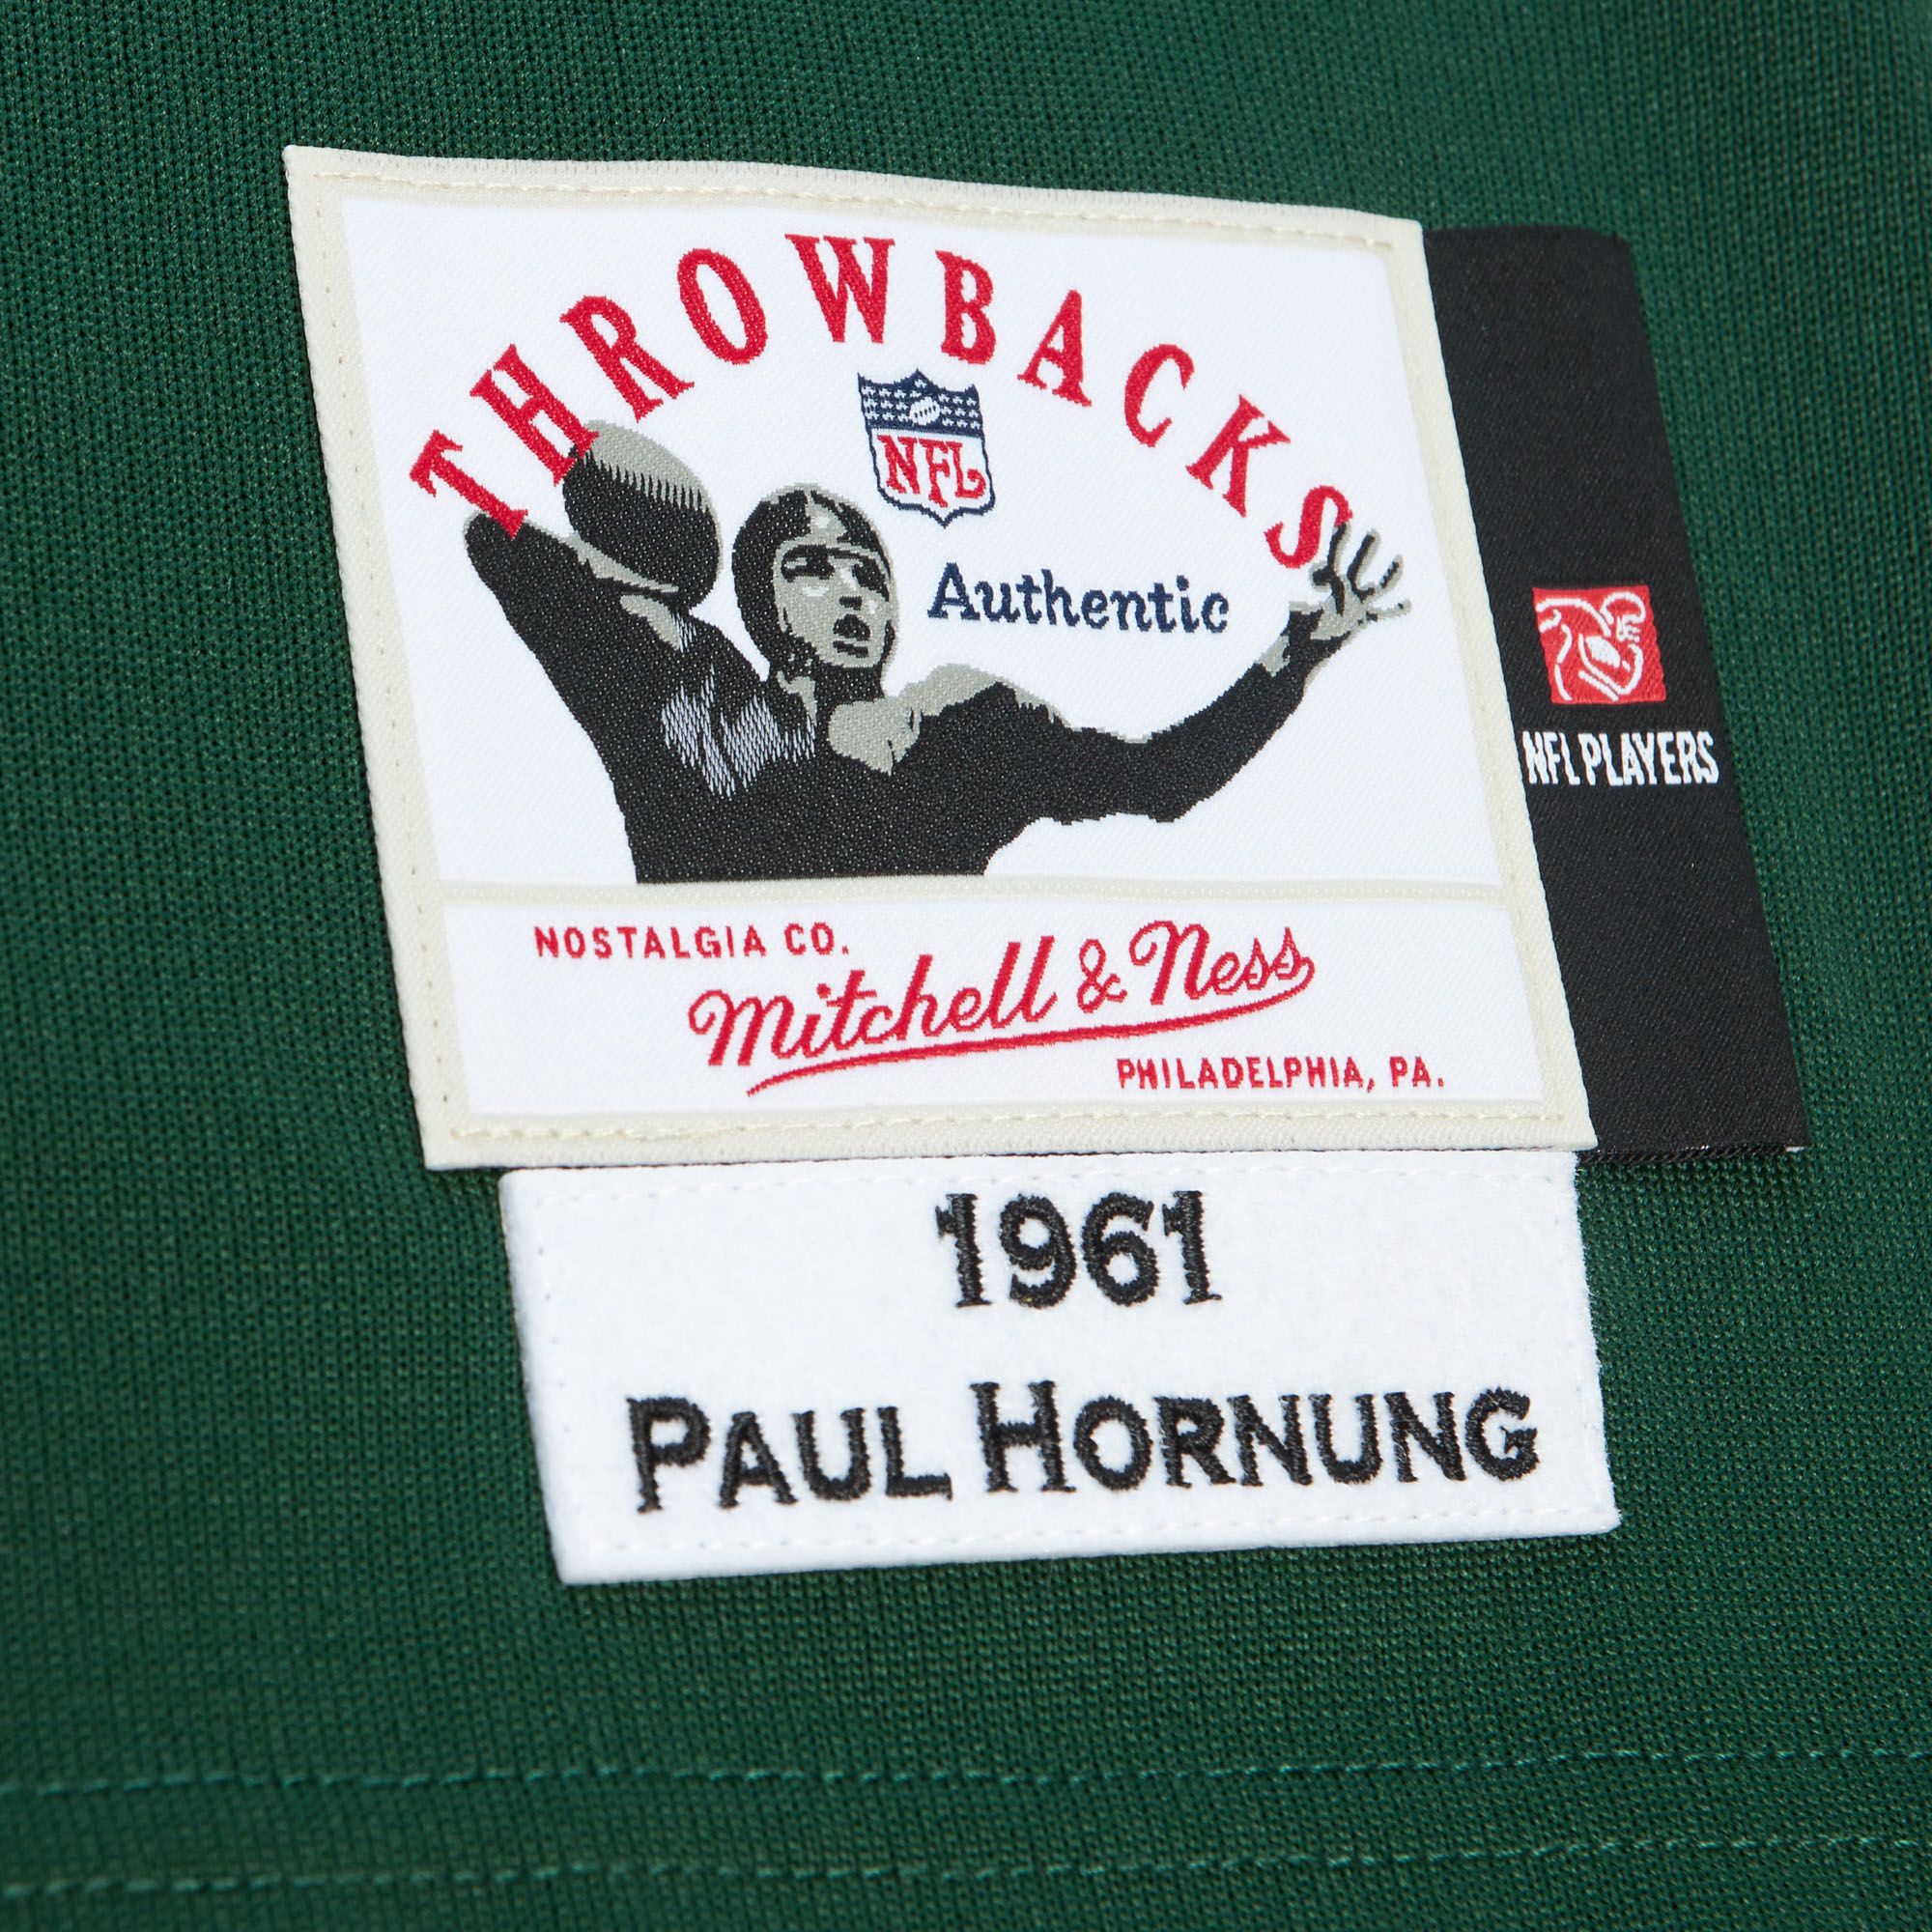 THROWBACKS
NFL
Authentic
NFL PLAYERS
NOSTALGIA CO.
Mitchell & Ness
PHILADELPHIA, PA.
1961
PAUL HORNUNG